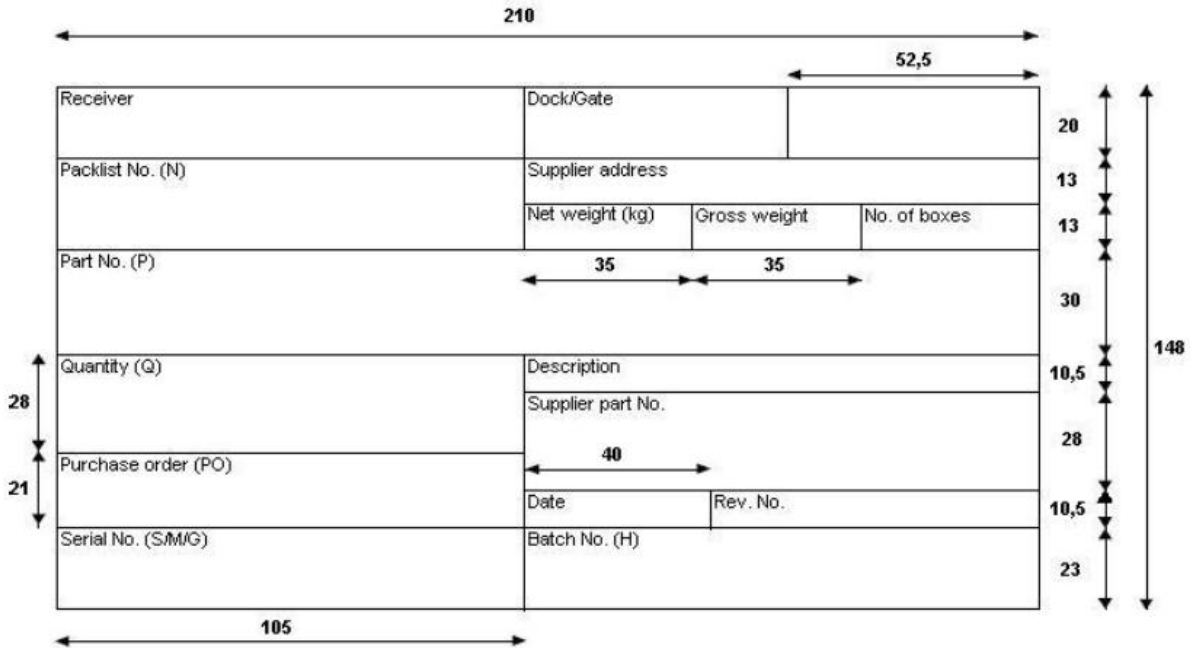 210
52,5
Receiver
Dock/Gate
20
Packlist No. (N)
Supplier address
13
Net weight (kg)
Gross weight
No. of boxes
13
Part No. (P)
35
35
30
148
Quantity (Q)
Description
10,5
28
Supplier part No.
28
Purchase order (PO)
40
21
Date
Rev. No.
10,5
Serial No. (S/M/G)
Batch No. (H)
23
105